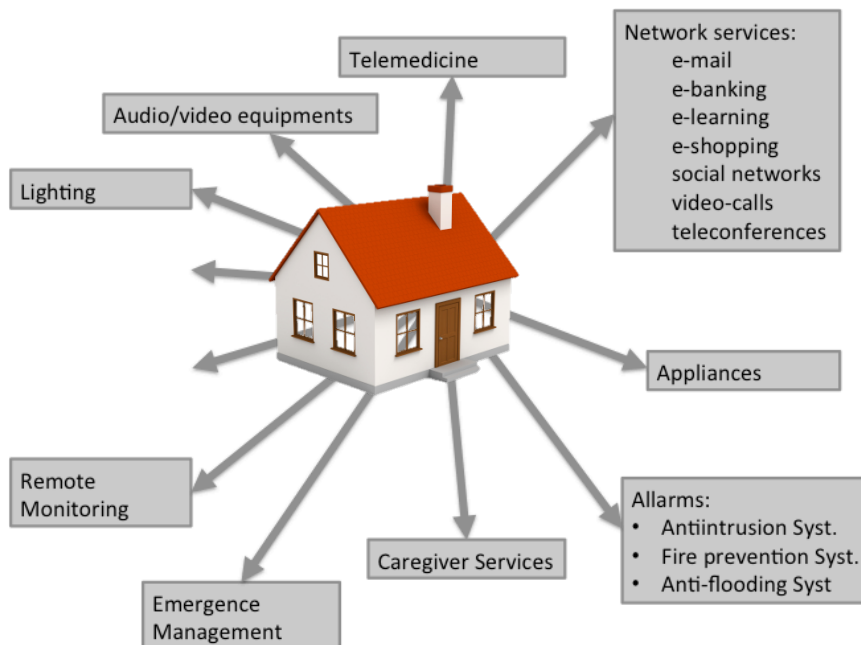 Telemedicine
Network services:
e-mail
e-banking
e-learning
e-shopping
social networks
video-calls
teleconferences
Audio/video equipments
Lighting
Appliances
Remote
Monitoring
Allarms:
• Antiintrusion Syst.
• Fire prevention Syst.
• Anti-flooding Syst
Caregiver Services
Emergence
Management